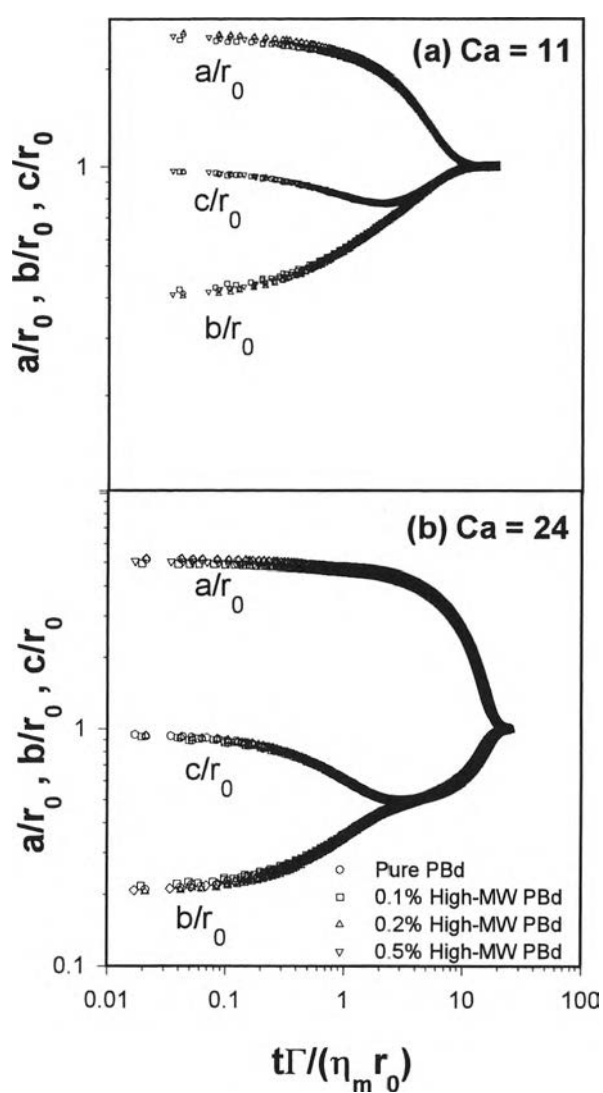 (a) Ca = 11
a/r₀
1
c/r₀
b/r₀
a/r₀ , b/r₀ , c/r₀
(b) Ca = 24
a/r₀
1
c/r₀
b/r₀
Pure PBd
0.1% High-MW PBd
0.2% High-MW PBd
0.5% High-MW PBd
0.1
a/r₀ , b/r₀ , c/r₀
0.01 0.1 1 10 100
tΓ/(ηₘ r₀)